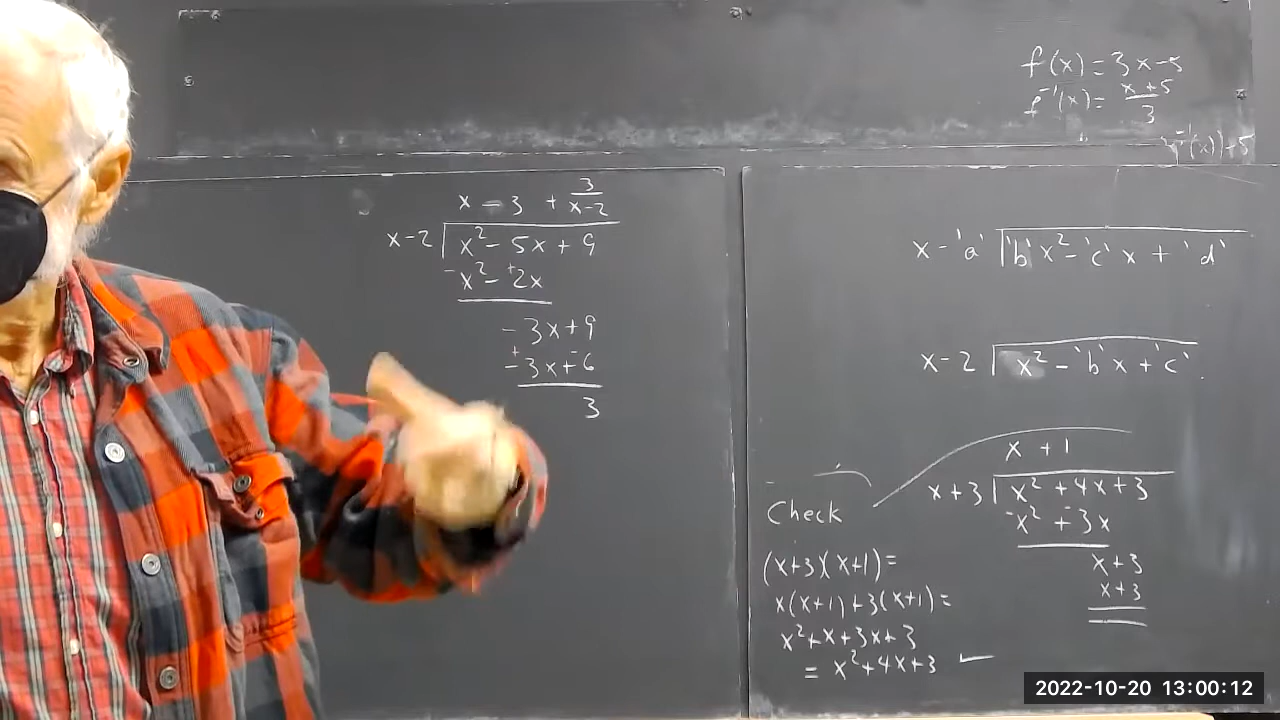 f(x) = 3x-5
f⁻¹(x) = (x+5)/3
⁻¹(x))+5
x - 3 + 3/(x-2)
x-2 | x² - 5x + 9
- x² - + 2x
- 3x + 9
+ - 3x + - 6
3
x - 'a' | 'b' x² - 'c' x + 'd'
x - 2 | x² - 'b' x + 'c'
x + 1
x + 3 | x² + 4x + 3
- x² + - 3x
x + 3
x + 3
Check
(x+3)(x+1) =
x(x+1) + 3(x+1) =
x² + x + 3x + 3
= x² + 4x + 3 ✓
2022-10-20 13:00:12